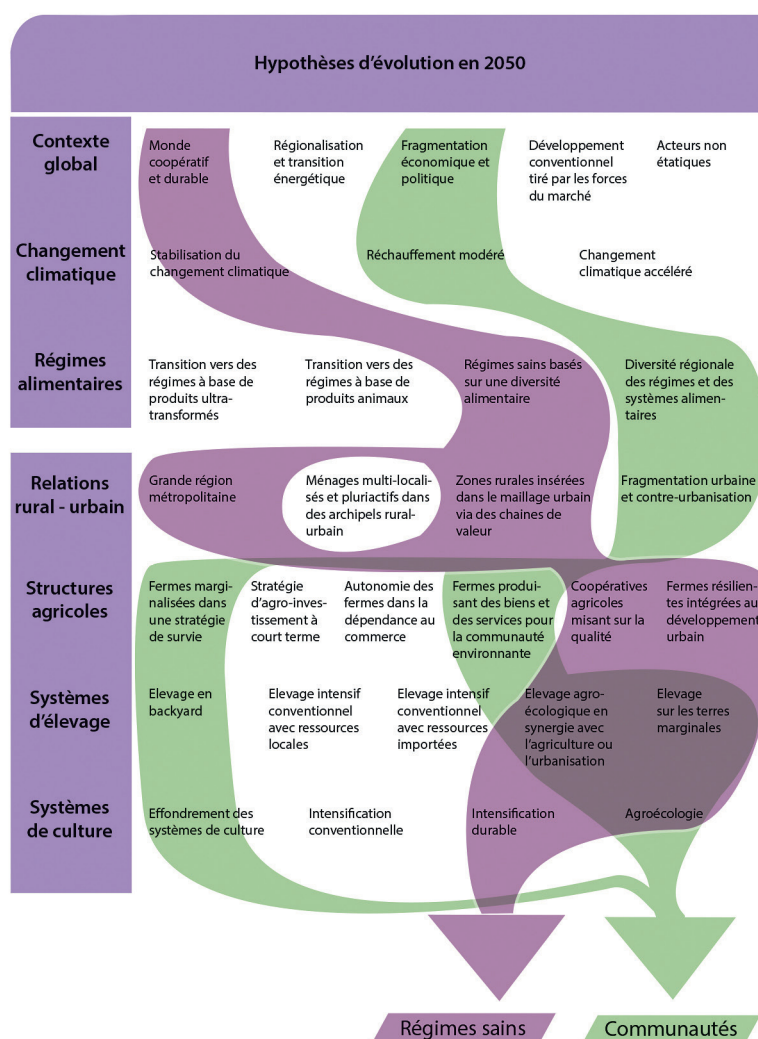 Hypothèses d’évolution en 2050
Contexte
global
Monde
coopératif
et durable
Régionalisation
et transition
énergétique
Fragmentation
économique et
politique
Développement
conventionnel
tiré par les forces
du marché
Acteurs non
étatiques
Changement
climatique
Stabilisation du
changement climatique
Réchauffement modéré
Changement
climatique accéléré
Régimes
alimentaires
Transition vers des
régimes à base de
produits ultra-
transformés
Transition vers des
régimes à base de
produits animaux
Régimes sains basés
sur une diversité
alimentaire
Diversité régionale
des régimes et des
systèmes alimen-
taires
Relations
rural - urbain
Grande région
métropolitaine
Ménages multi-locali-
sés et pluriactifs dans
des archipels rural-
urbain
Zones rurales insérées
dans le maillage urbain
via des chaines de
valeur
Fragmentation urbaine
et contre-urbanisation
Structures
agricoles
Fermes margi-
nalisées dans
une stratégie
de survie
Stratégie
d’agro-inves-
tissement à
court terme
Autonomie des
fermes dans la
dépendance au
commerce
Fermes produi-
sant des biens et
des services pour
la communauté
environnante
Coopératives
agricoles
misant sur la
qualité
Fermes résilien-
tes intégrées au
développement
urbain
Systèmes
d’élevage
Elevage en
backyard
Elevage intensif
conventionnel
avec ressources
locales
Elevage intensif
conventionnel
avec ressources
importées
Elevage agro-
écologique en
synergie avec
l’agriculture ou
l’urbanisation
Elevage
sur les terres
marginales
Systèmes
de culture
Effondrement des
systèmes de culture
Intensification
conventionnelle
Intensification
durable
Agroécologie
Régimes sains
Communautés